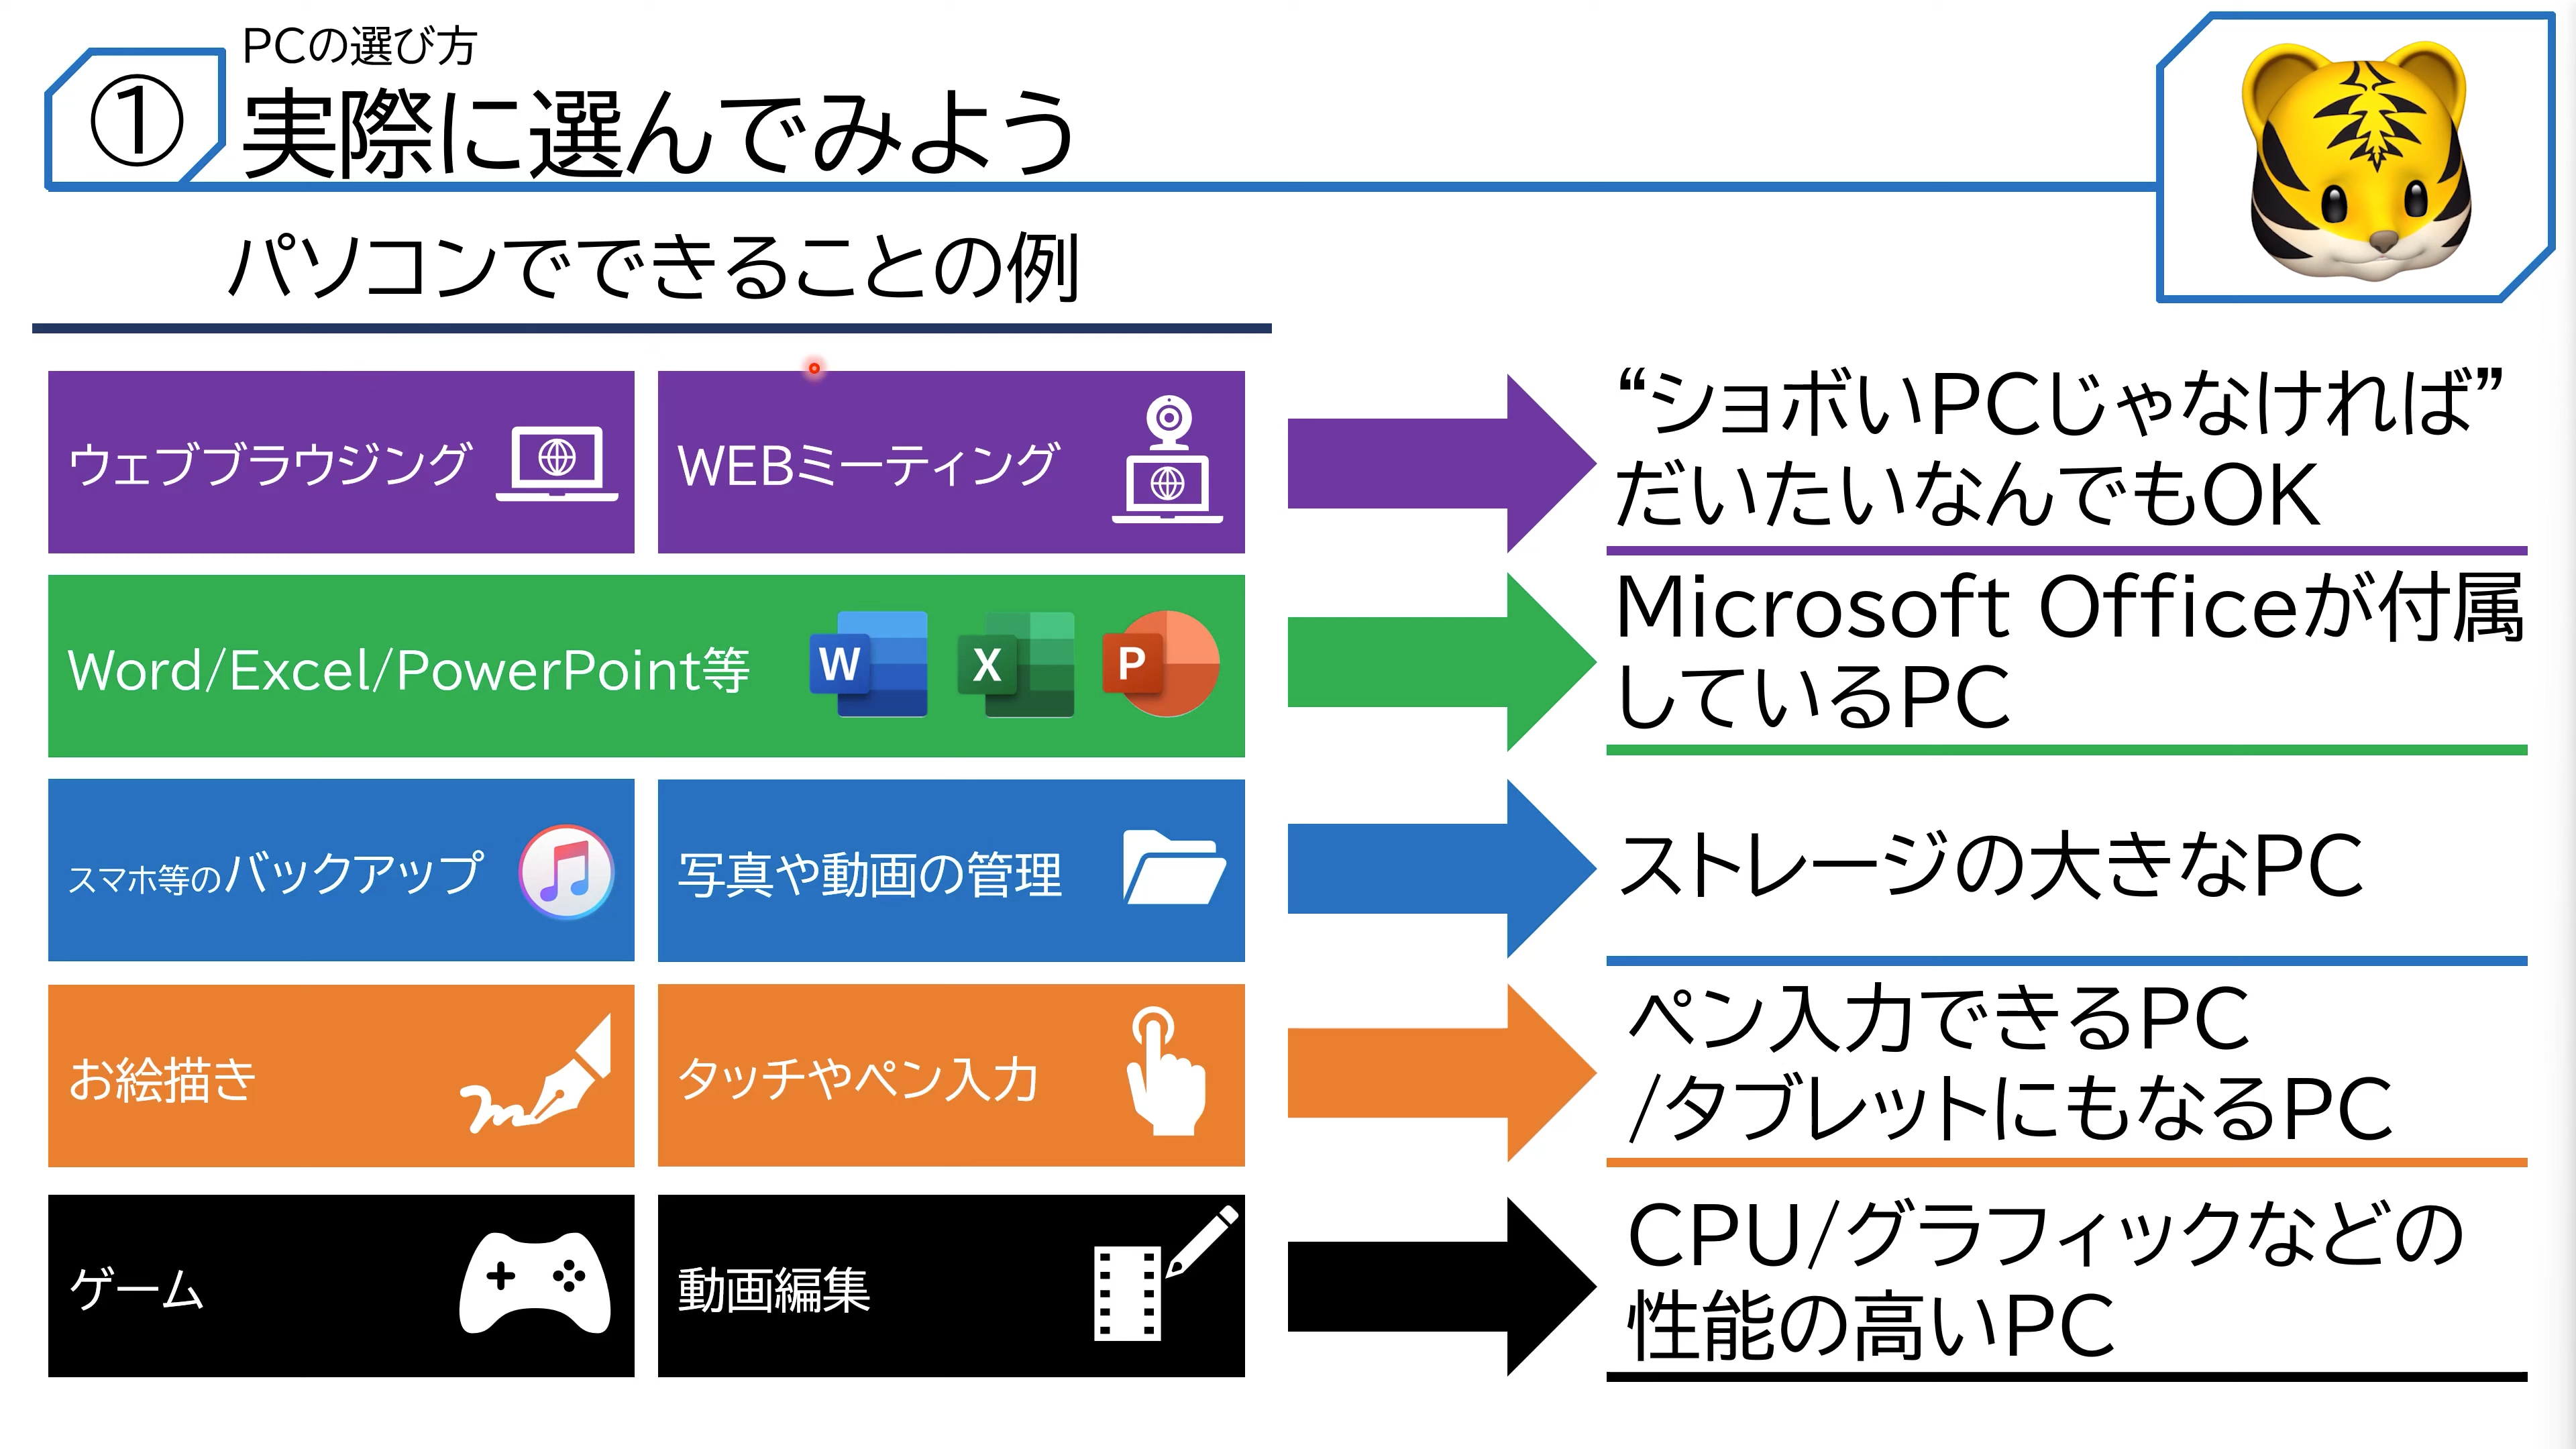 PCの選び方
① 実際に選んでみよう
パソコンでできることの例
ウェブブラウジング
WEBミーティング
“ショボいPCじゃなければ”
だいたいなんでもOK
Word/Excel/PowerPoint等
W
X
P
Microsoft Officeが付属
しているPC
スマホ等のバックアップ
写真や動画の管理
ストレージの大きなPC
お絵描き
タッチやペン入力
ペン入力できるPC
/タブレットにもなるPC
ゲーム
動画編集
CPU/グラフィックなどの
性能の高いPC